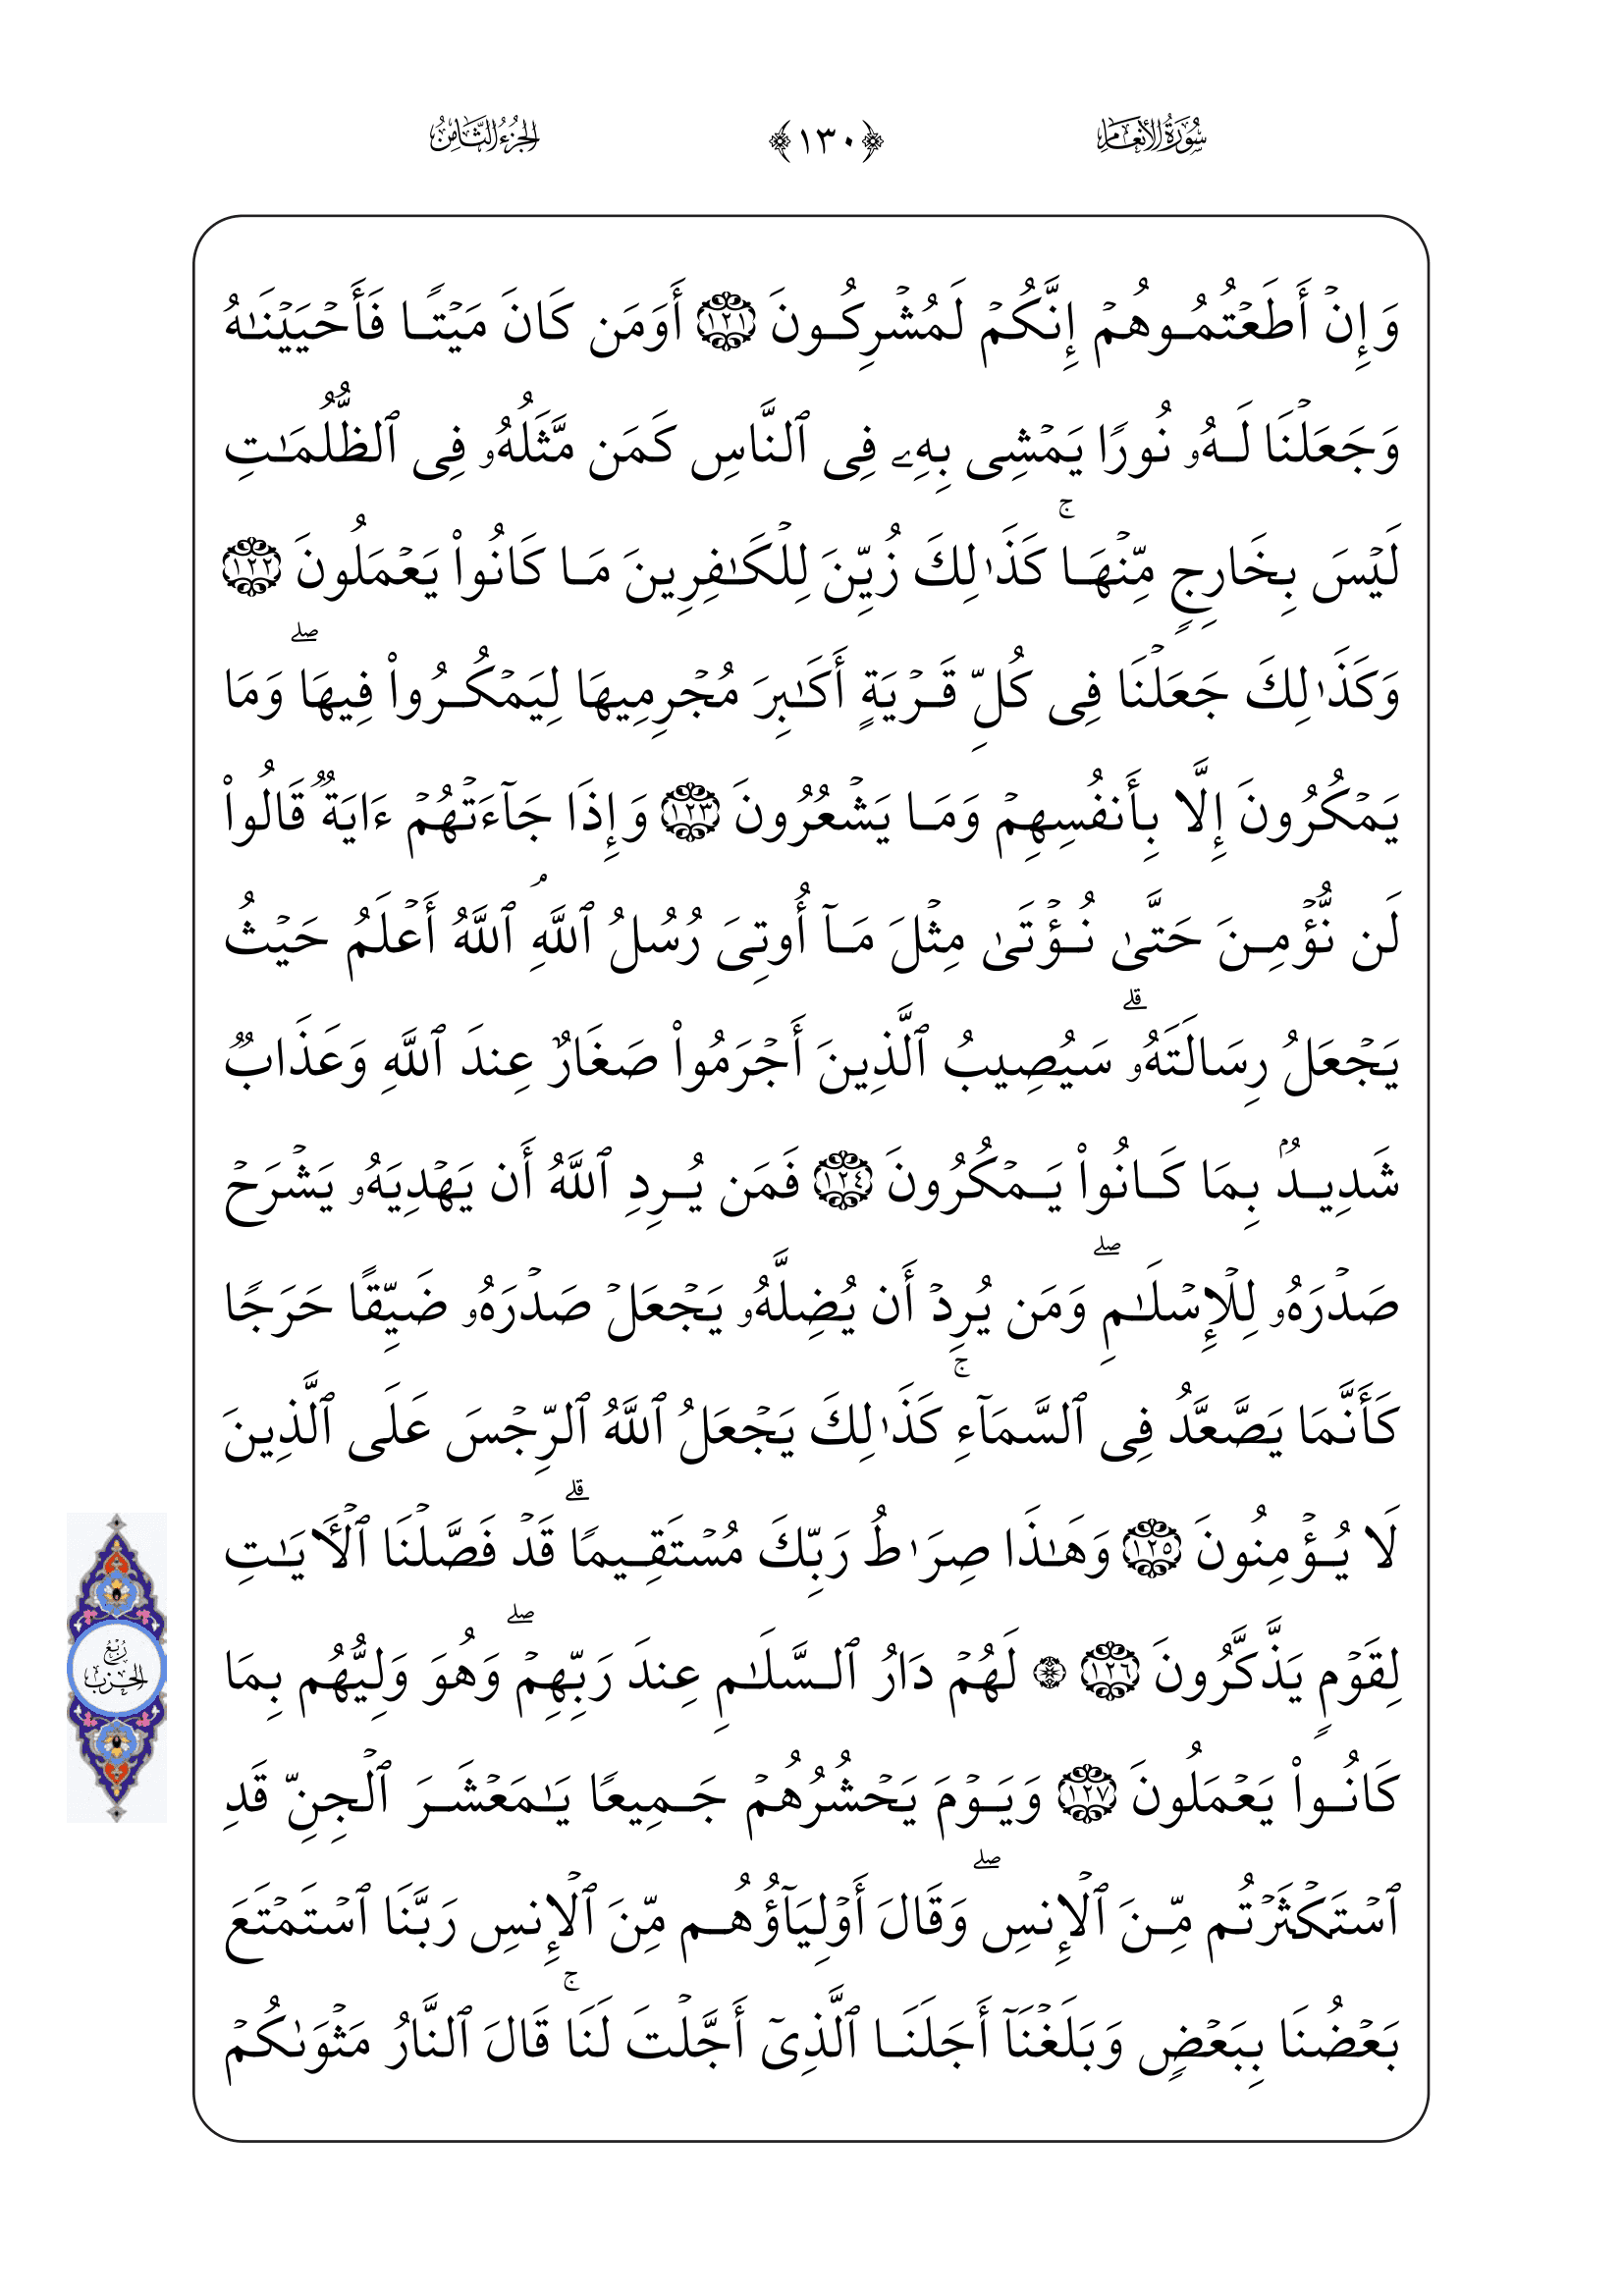 سُورَةُ الأَنعَامِ ﴿١٣٠﴾ الجُزءُ الثَّامِنُ
وَإِنۡ أَطَعۡتُمُوهُمۡ إِنَّكُمۡ لَمُشۡرِكُونَ ١٢١ أَوَمَن كَانَ مَيۡتًا فَأَحۡيَيۡنَٰهُ
وَجَعَلۡنَا لَهُۥ نُورًا يَمۡشِى بِهِۦ فِى ٱلنَّاسِ كَمَن مَّثَلُهُۥ فِى ٱلظُّلُمَٰتِ
لَيۡسَ بِخَارِجٍ مِّنۡهَاۚ كَذَٰلِكَ زُيِّنَ لِلۡكَٰفِرِينَ مَا كَانُوا۟ يَعۡمَلُونَ ١٢٢
وَكَذَٰلِكَ جَعَلۡنَا فِى كُلِّ قَرۡيَةٍ أَكَٰبِرَ مُجۡرِمِيهَا لِيَمۡكُرُوا۟ فِيهَاۖ وَمَا
يَمۡكُرُونَ إِلَّا بِأَنفُسِهِمۡ وَمَا يَشۡعُرُونَ ١٢٣ وَإِذَا جَآءَتۡهُمۡ ءَايَةٌ قَالُوا۟
لَن نُّؤۡمِنَ حَتَّىٰ نُؤۡتَىٰ مِثۡلَ مَآ أُوتِىَ رُسُلُ ٱللَّهِۘ ٱللَّهُ أَعۡلَمُ حَيۡثُ
يَجۡعَلُ رِسَالَتَهُۥۗ سَيُصِيبُ ٱلَّذِينَ أَجۡرَمُوا۟ صَغَارٌ عِندَ ٱللَّهِ وَعَذَابٌ
شَدِيدُۢ بِمَا كَانُوا۟ يَمۡكُرُونَ ١٢٤ فَمَن يُرِدِ ٱللَّهُ أَن يَهۡدِيَهُۥ يَشۡرَحۡ
صَدۡرَهُۥ لِلۡإِسۡلَٰمِۖ وَمَن يُرِدۡ أَن يُضِلَّهُۥ يَجۡعَلۡ صَدۡرَهُۥ ضَيِّقًا حَرَجًا
كَأَنَّمَا يَصَّعَّدُ فِى ٱلسَّمَآءِۚ كَذَٰلِكَ يَجۡعَلُ ٱللَّهُ ٱلرِّجۡسَ عَلَى ٱلَّذِينَ
لَا يُؤۡمِنُونَ ١٢٥ وَهَٰذَا صِرَٰطُ رَبِّكَ مُسۡتَقِيمًاۗ قَدۡ فَصَّلۡنَا ٱلۡأٓيَٰتِ
لِقَوۡمٍ يَذَّكَّرُونَ ١٢٦ ۞ لَهُمۡ دَارُ ٱلسَّلَٰمِ عِندَ رَبِّهِمۡۖ وَهُوَ وَلِيُّهُم بِمَا
كَانُوا۟ يَعۡمَلُونَ ١٢٧ وَيَوۡمَ يَحۡشُرُهُمۡ جَمِيعًا يَٰمَعۡشَرَ ٱلۡجِنِّ قَدِ
ٱسۡتَكۡثَرۡتُم مِّنَ ٱلۡإِنسِۖ وَقَالَ أَوۡلِيَآؤُهُم مِّنَ ٱلۡإِنسِ رَبَّنَا ٱسۡتَمۡتَعَ
بَعۡضُنَا بِبَعۡضٍ وَبَلَغۡنَآ أَجَلَنَا ٱلَّذِىٓ أَجَّلۡتَ لَنَاۚ قَالَ ٱلنَّارُ مَثۡوَىٰكُمۡ
رُبْعُ
الحِزب